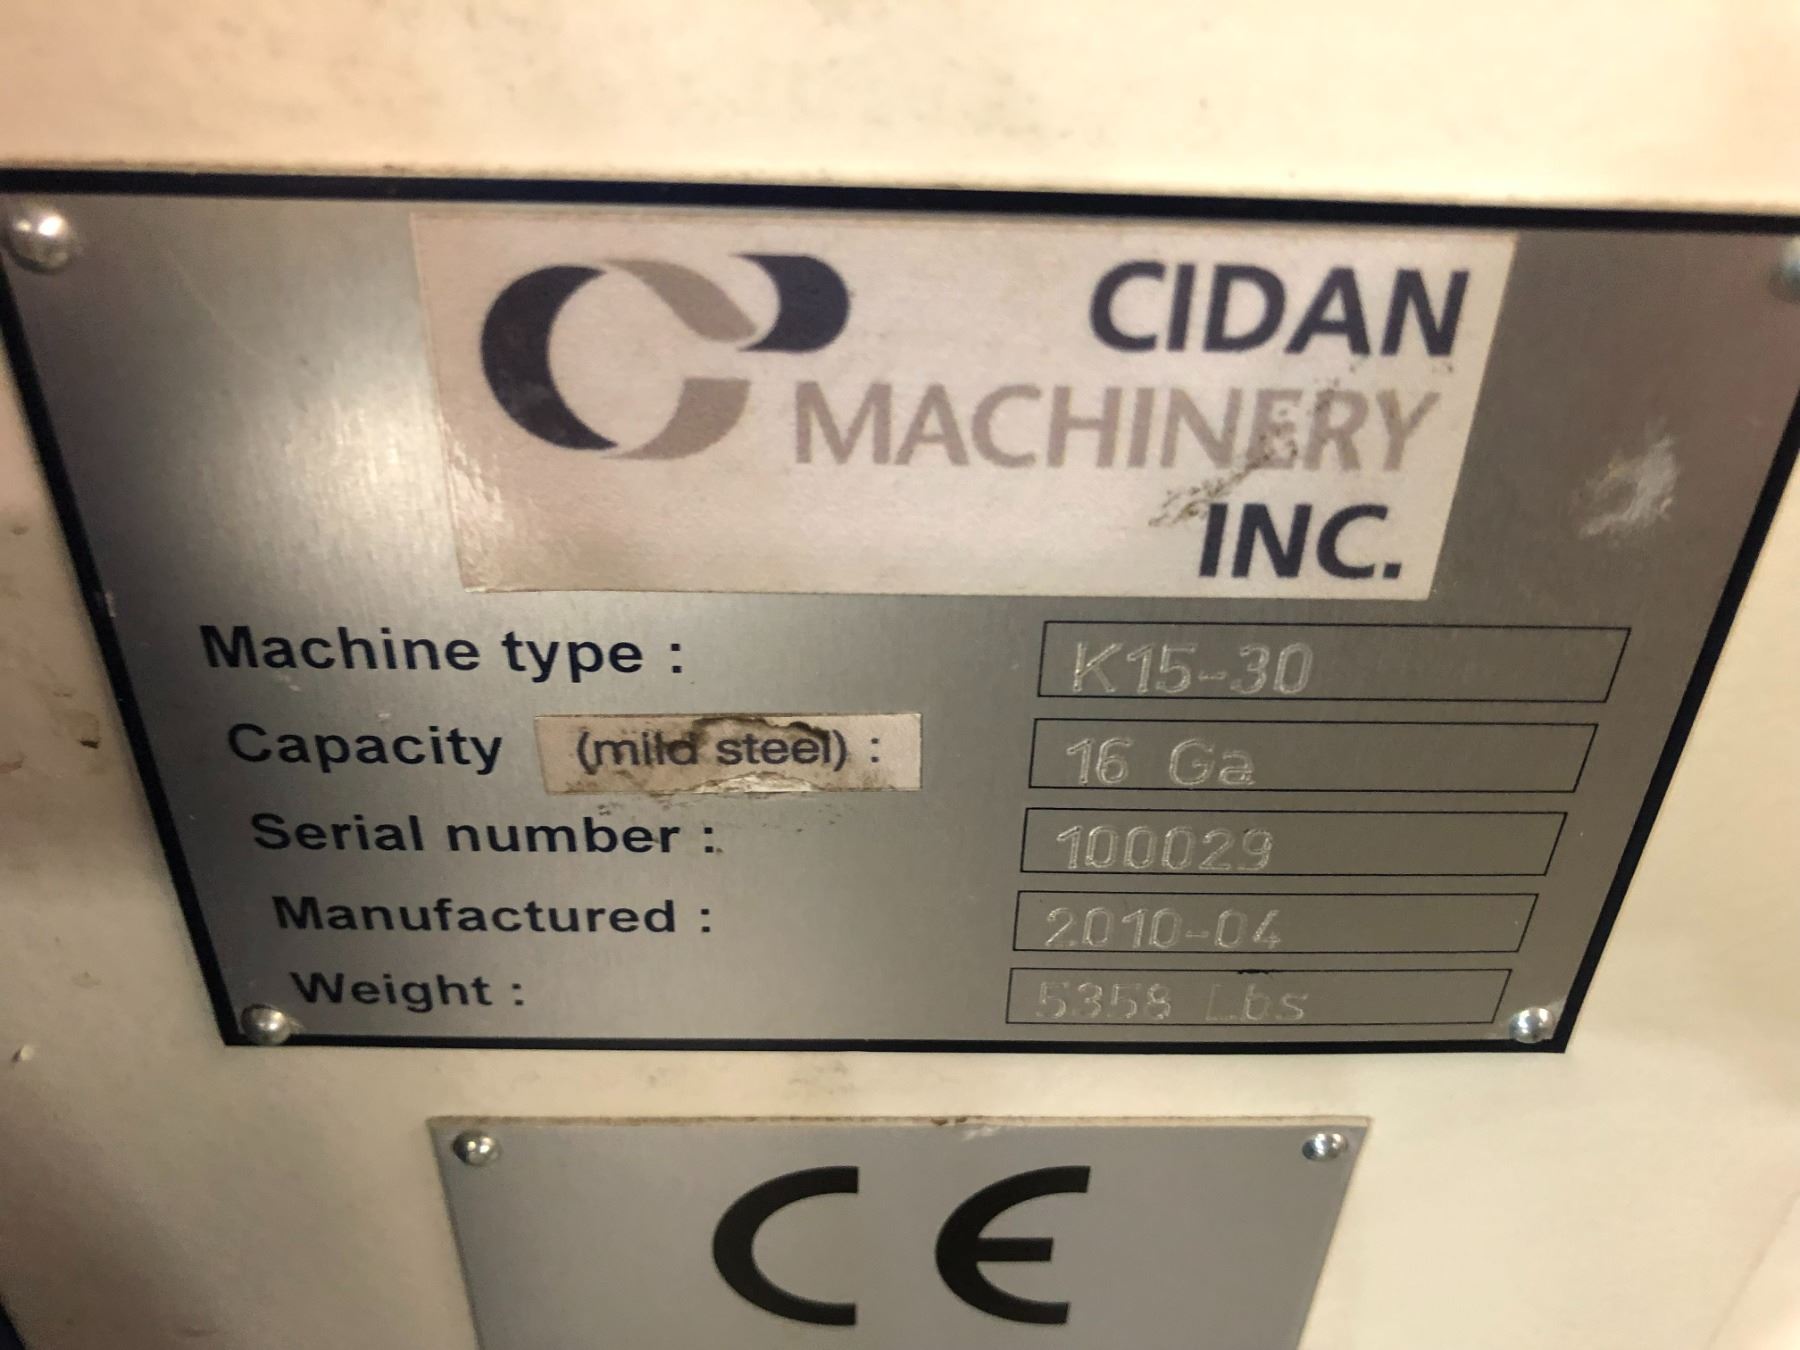 CIDAN
MACHINERY
INC.
Machine type : K15-30
Capacity (mild steel) : 16 Ga
Serial number : 100029
Manufactured : 2010-04
Weight : 5358 Lbs
CE